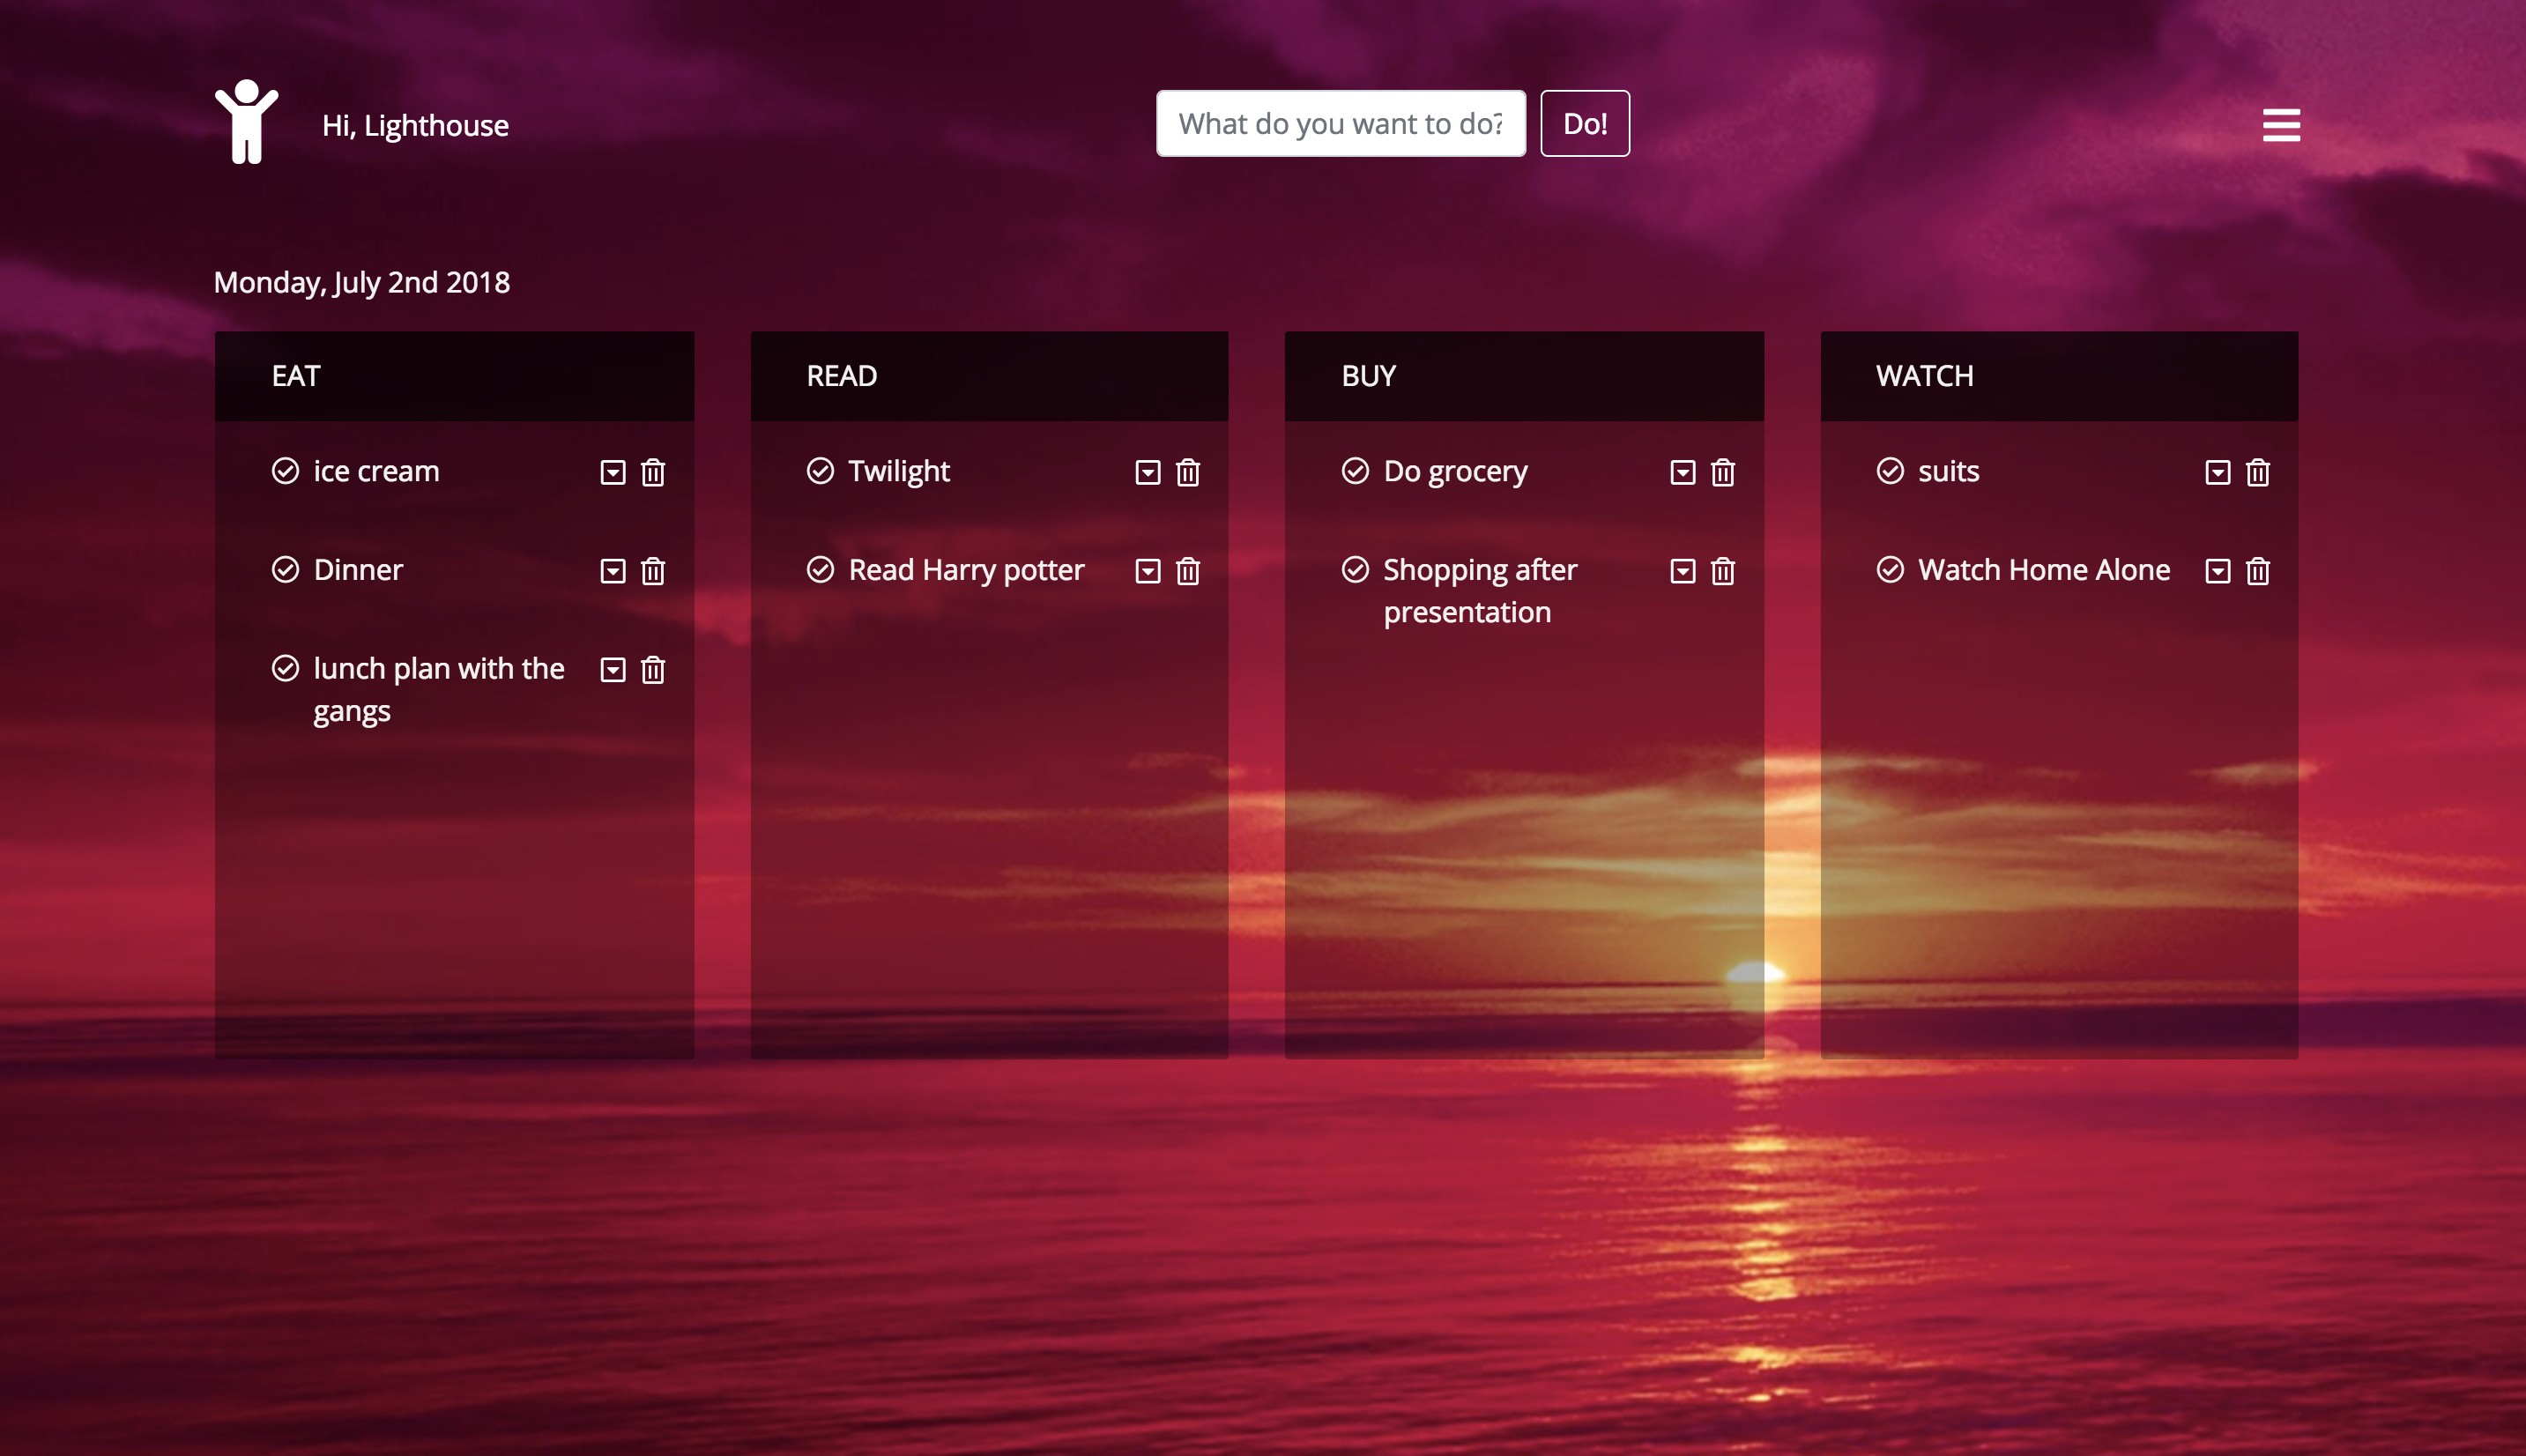 Hi, Lighthouse
What do you want to do?
Do!
Monday, July 2nd 2018
EAT
ice cream
Dinner
lunch plan with the
gangs
READ
Twilight
Read Harry potter
BUY
Do grocery
Shopping after
presentation
WATCH
suits
Watch Home Alone